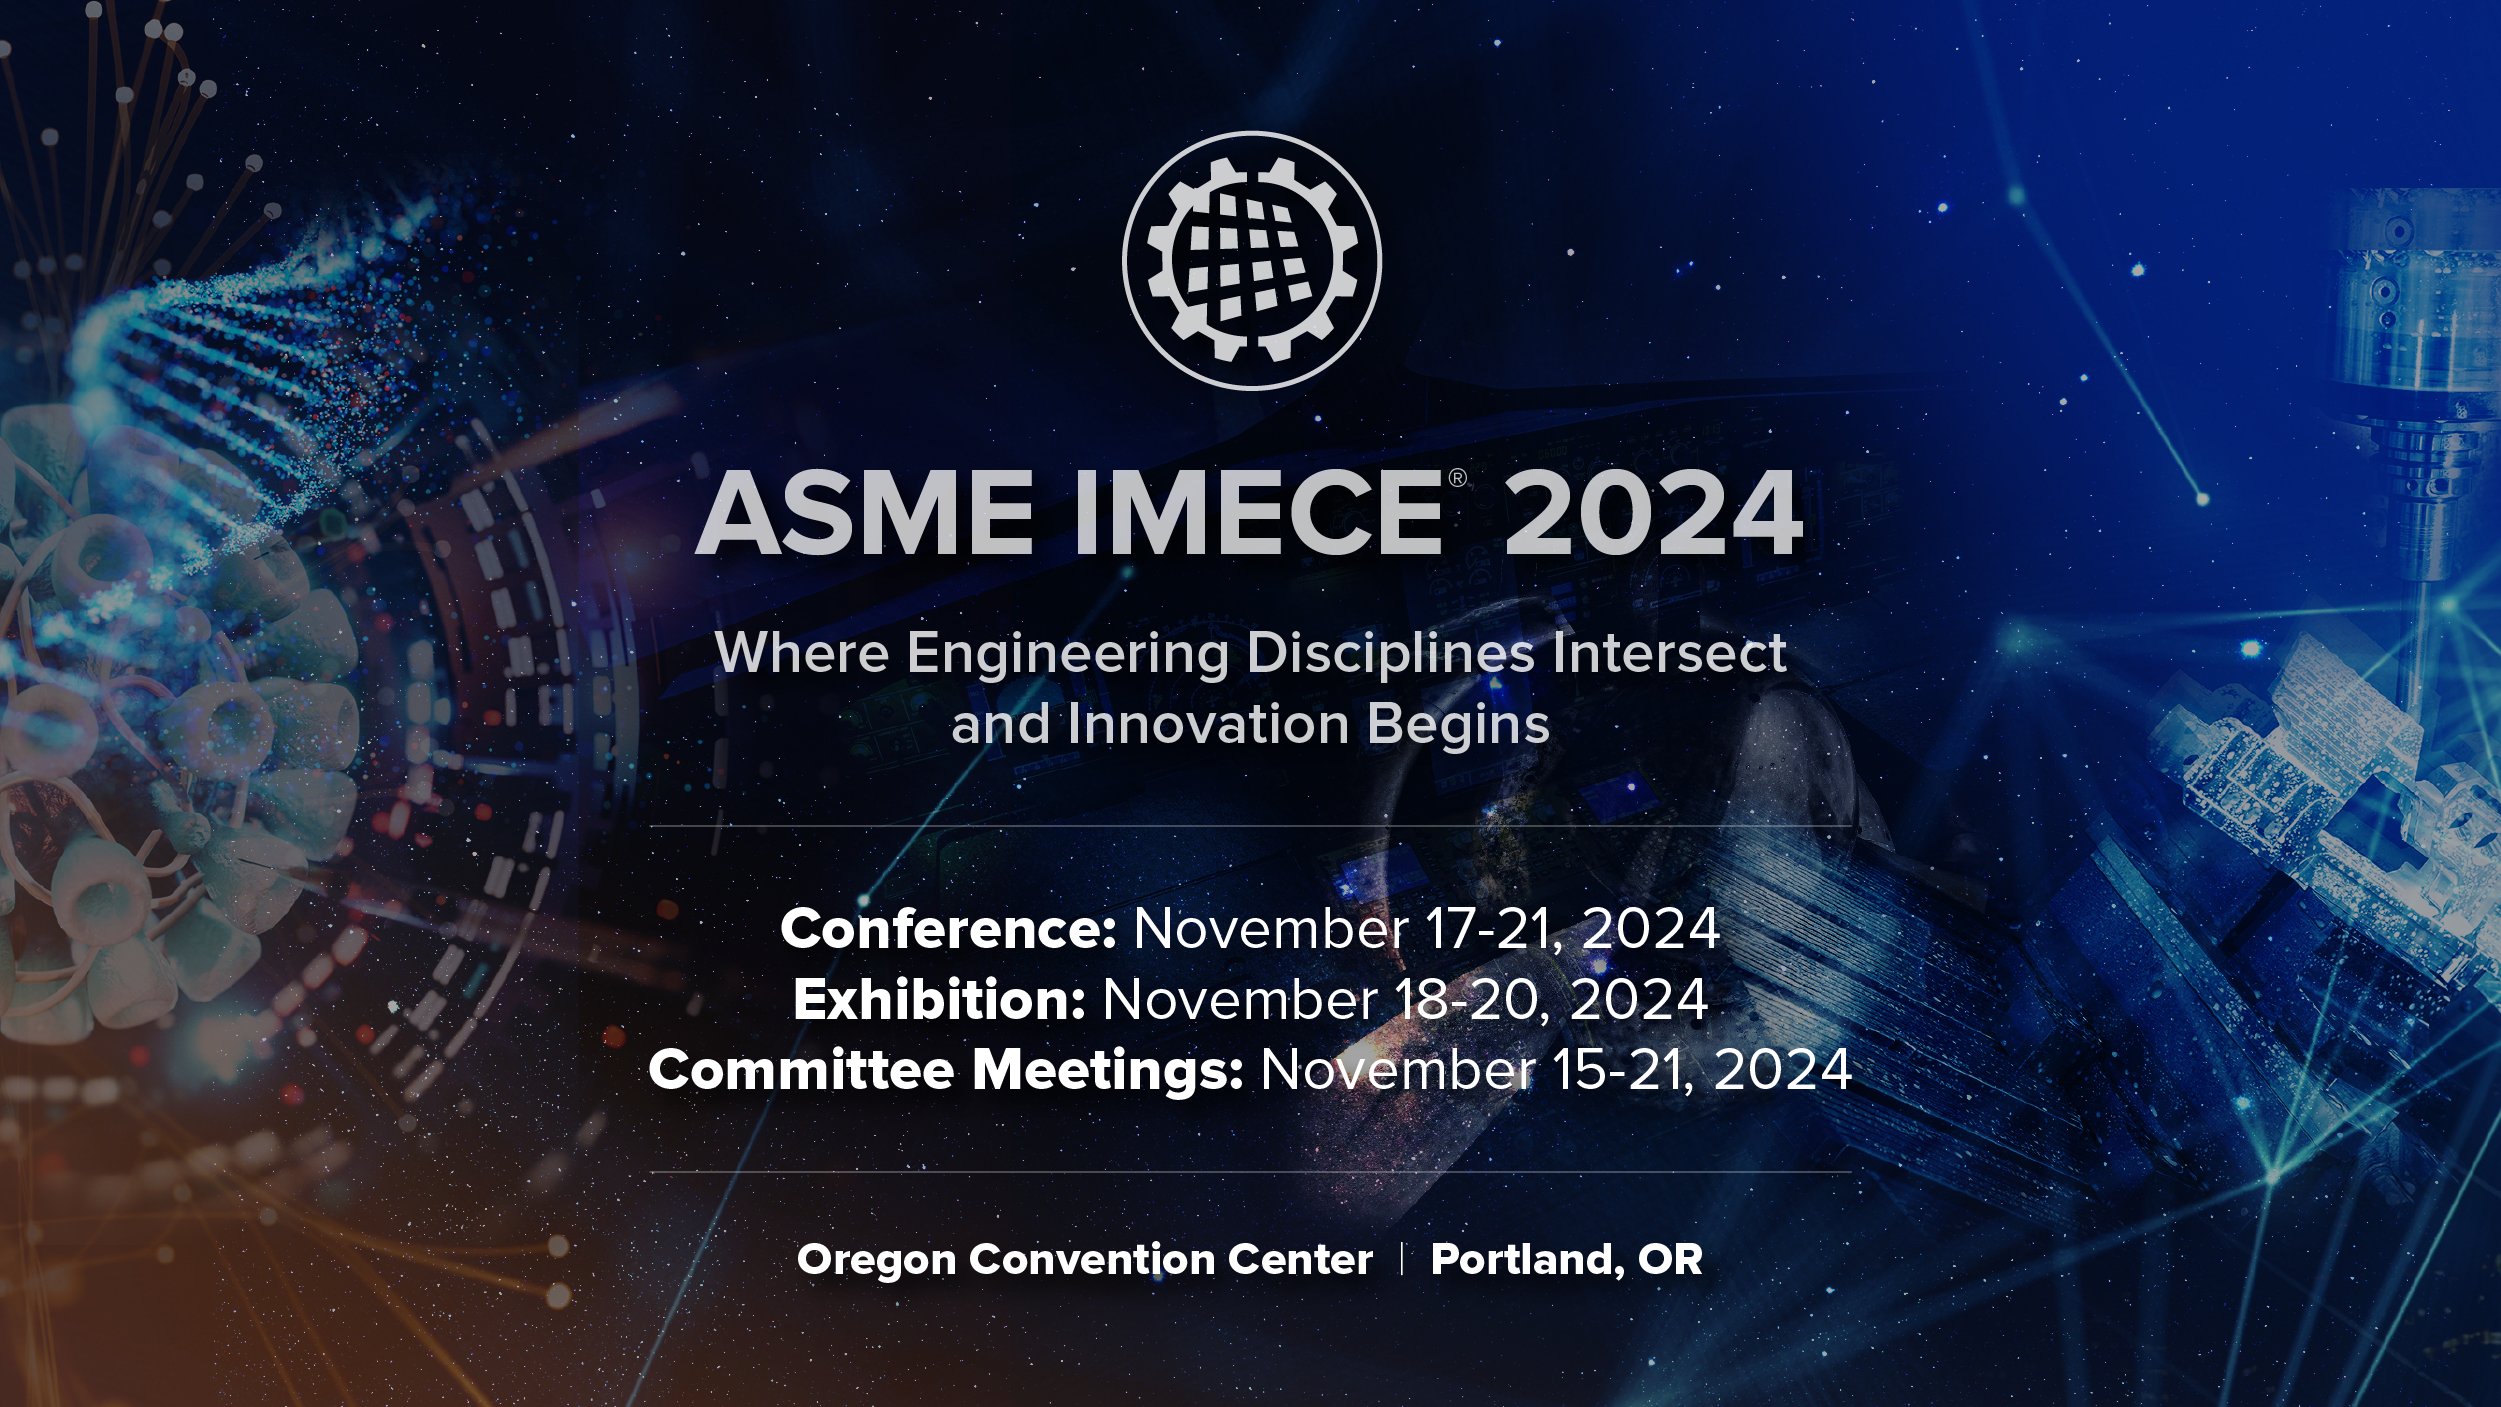 ASME IMECE® 2024
Where Engineering Disciplines Intersect
and Innovation Begins
Conference: November 17-21, 2024
Exhibition: November 18-20, 2024
Committee Meetings: November 15-21, 2024
Oregon Convention Center | Portland, OR